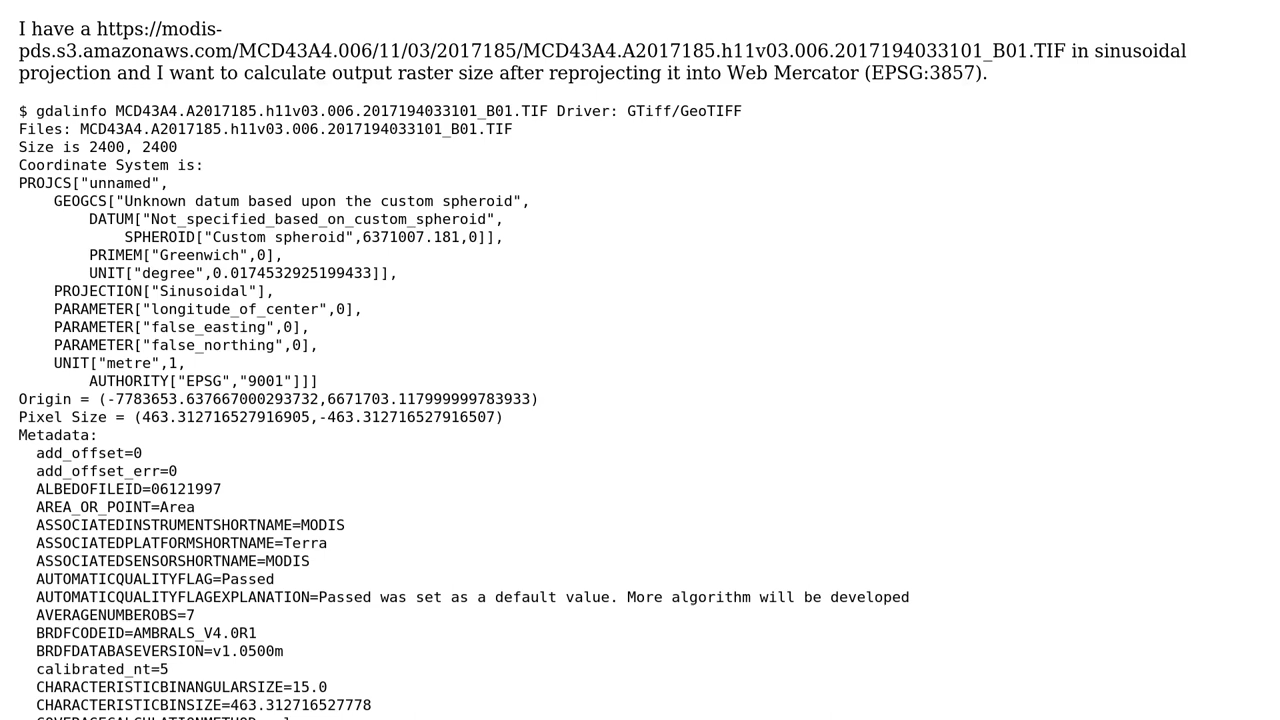 I have a https://modis-
pds.s3.amazonaws.com/MCD43A4.006/11/03/2017185/MCD43A4.A2017185.h11v03.006.2017194033101_B01.TIF in sinusoidal
projection and I want to calculate output raster size after reprojecting it into Web Mercator (EPSG:3857).
$ gdalinfo MCD43A4.A2017185.h11v03.006.2017194033101_B01.TIF Driver: GTiff/GeoTIFF
Files: MCD43A4.A2017185.h11v03.006.2017194033101_B01.TIF
Size is 2400, 2400
Coordinate System is:
PROJCS["unnamed",
    GEOGCS["Unknown datum based upon the custom spheroid",
        DATUM["Not_specified_based_on_custom_spheroid",
            SPHEROID["Custom spheroid",6371007.181,0]],
        PRIMEM["Greenwich",0],
        UNIT["degree",0.0174532925199433]],
    PROJECTION["Sinusoidal"],
    PARAMETER["longitude_of_center",0],
    PARAMETER["false_easting",0],
    PARAMETER["false_northing",0],
    UNIT["metre",1,
        AUTHORITY["EPSG","9001"]]]
Origin = (-7783653.637667000293732,6671703.117999999783933)
Pixel Size = (463.312716527916905,-463.312716527916507)
Metadata:
  add_offset=0
  add_offset_err=0
  ALBEDOFILEID=06121997
  AREA_OR_POINT=Area
  ASSOCIATEDINSTRUMENTSHORTNAME=MODIS
  ASSOCIATEDPLATFORMSHORTNAME=Terra
  ASSOCIATEDSENSORSHORTNAME=MODIS
  AUTOMATICQUALITYFLAG=Passed
  AUTOMATICQUALITYFLAGEXPLANATION=Passed was set as a default value. More algorithm will be developed
  AVERAGENUMBEROBS=7
  BRDFCODEID=AMBRALS_V4.0R1
  BRDFDATABASEVERSION=v1.0500m
  calibrated_nt=5
  CHARACTERISTICBINANGULARSIZE=15.0
  CHARACTERISTICBINSIZE=463.312716527778